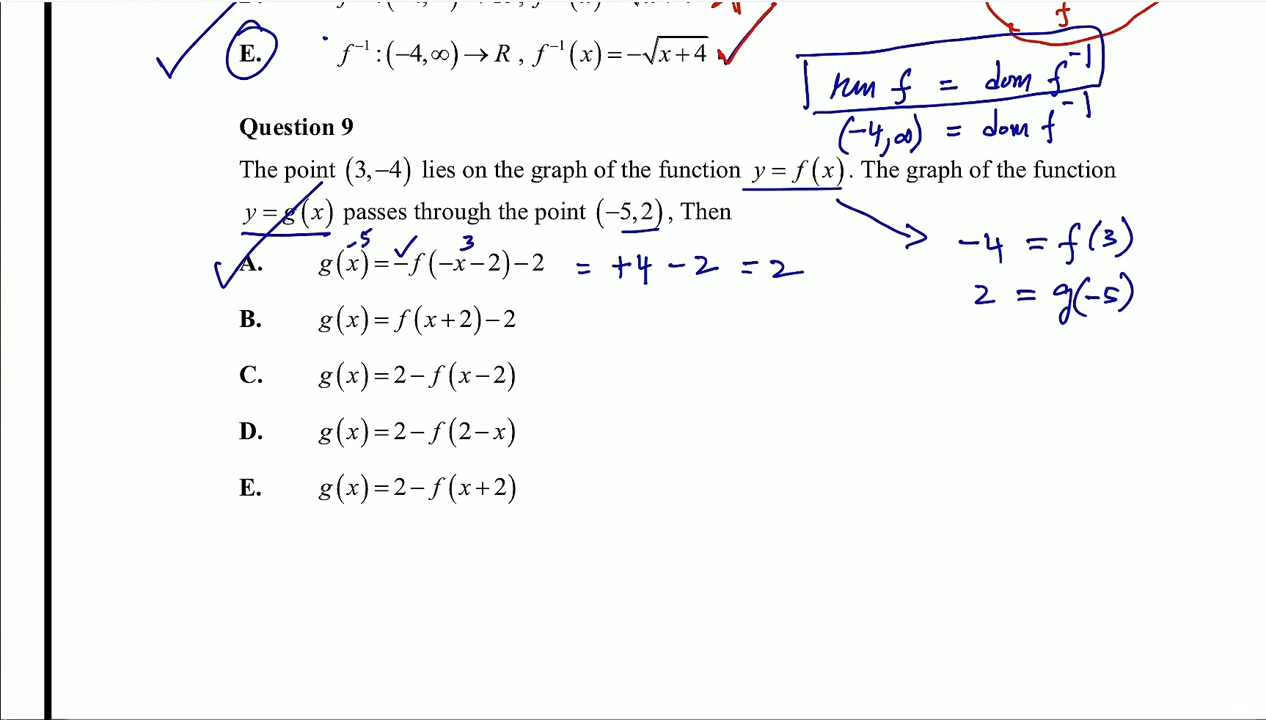 E. f⁻¹ : (−4, ∞) → R , f⁻¹(x) = −√(x+4)
ran f = dom f⁻¹
(−4, ∞) = dom f⁻¹
Question 9
The point (3, −4) lies on the graph of the function y = f(x). The graph of the function
y = g(x) passes through the point (−5, 2), Then
−4 = f(3)
2 = g(−5)
−5 3
A. g(x) = −f(−x−2)−2 = +4 − 2 = 2
B. g(x) = f(x+2)−2
C. g(x) = 2−f(x−2)
D. g(x) = 2−f(2−x)
E. g(x) = 2−f(x+2)